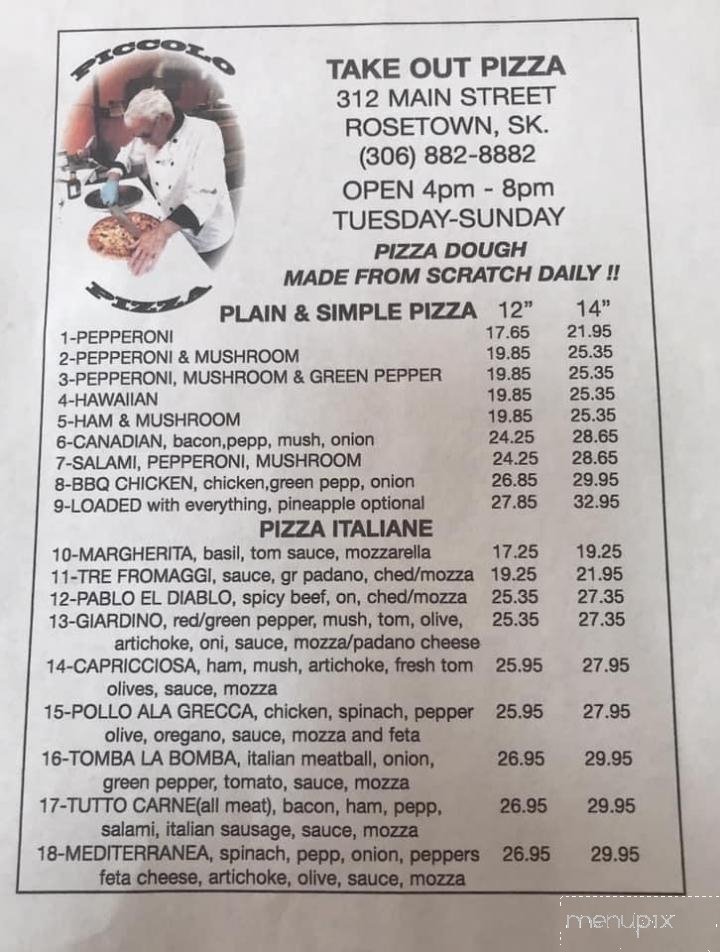 PICCOLO
PIZZA
TAKE OUT PIZZA
312 MAIN STREET
ROSETOWN, SK.
(306) 882-8882
OPEN 4pm - 8pm
TUESDAY-SUNDAY
PIZZA DOUGH
MADE FROM SCRATCH DAILY !!
PLAIN & SIMPLE PIZZA 12" 14"
1-PEPPERONI 17.65 21.95
2-PEPPERONI & MUSHROOM 19.85 25.35
3-PEPPERONI, MUSHROOM & GREEN PEPPER 19.85 25.35
4-HAWAIIAN 19.85 25.35
5-HAM & MUSHROOM 19.85 25.35
6-CANADIAN, bacon,pepp, mush, onion 24.25 28.65
7-SALAMI, PEPPERONI, MUSHROOM 24.25 28.65
8-BBQ CHICKEN, chicken,green pepp, onion 26.85 29.95
9-LOADED with everything, pineapple optional 27.85 32.95
PIZZA ITALIANE
10-MARGHERITA, basil, tom sauce, mozzarella 17.25 19.25
11-TRE FROMAGGI, sauce, gr padano, ched/mozza 19.25 21.95
12-PABLO EL DIABLO, spicy beef, on, ched/mozza 25.35 27.35
13-GIARDINO, red/green pepper, mush, tom, olive, 25.35 27.35
artichoke, oni, sauce, mozza/padano cheese
14-CAPRICCIOSA, ham, mush, artichoke, fresh tom 25.95 27.95
olives, sauce, mozza
15-POLLO ALA GRECCA, chicken, spinach, pepper 25.95 27.95
olive, oregano, sauce, mozza and feta
16-TOMBA LA BOMBA, italian meatball, onion, 26.95 29.95
green pepper, tomato, sauce, mozza
17-TUTTO CARNE(all meat), bacon, ham, pepp, 26.95 29.95
salami, italian sausage, sauce, mozza
18-MEDITERRANEA, spinach, pepp, onion, peppers 26.95 29.95
feta cheese, artichoke, olive, sauce, mozza
menupix